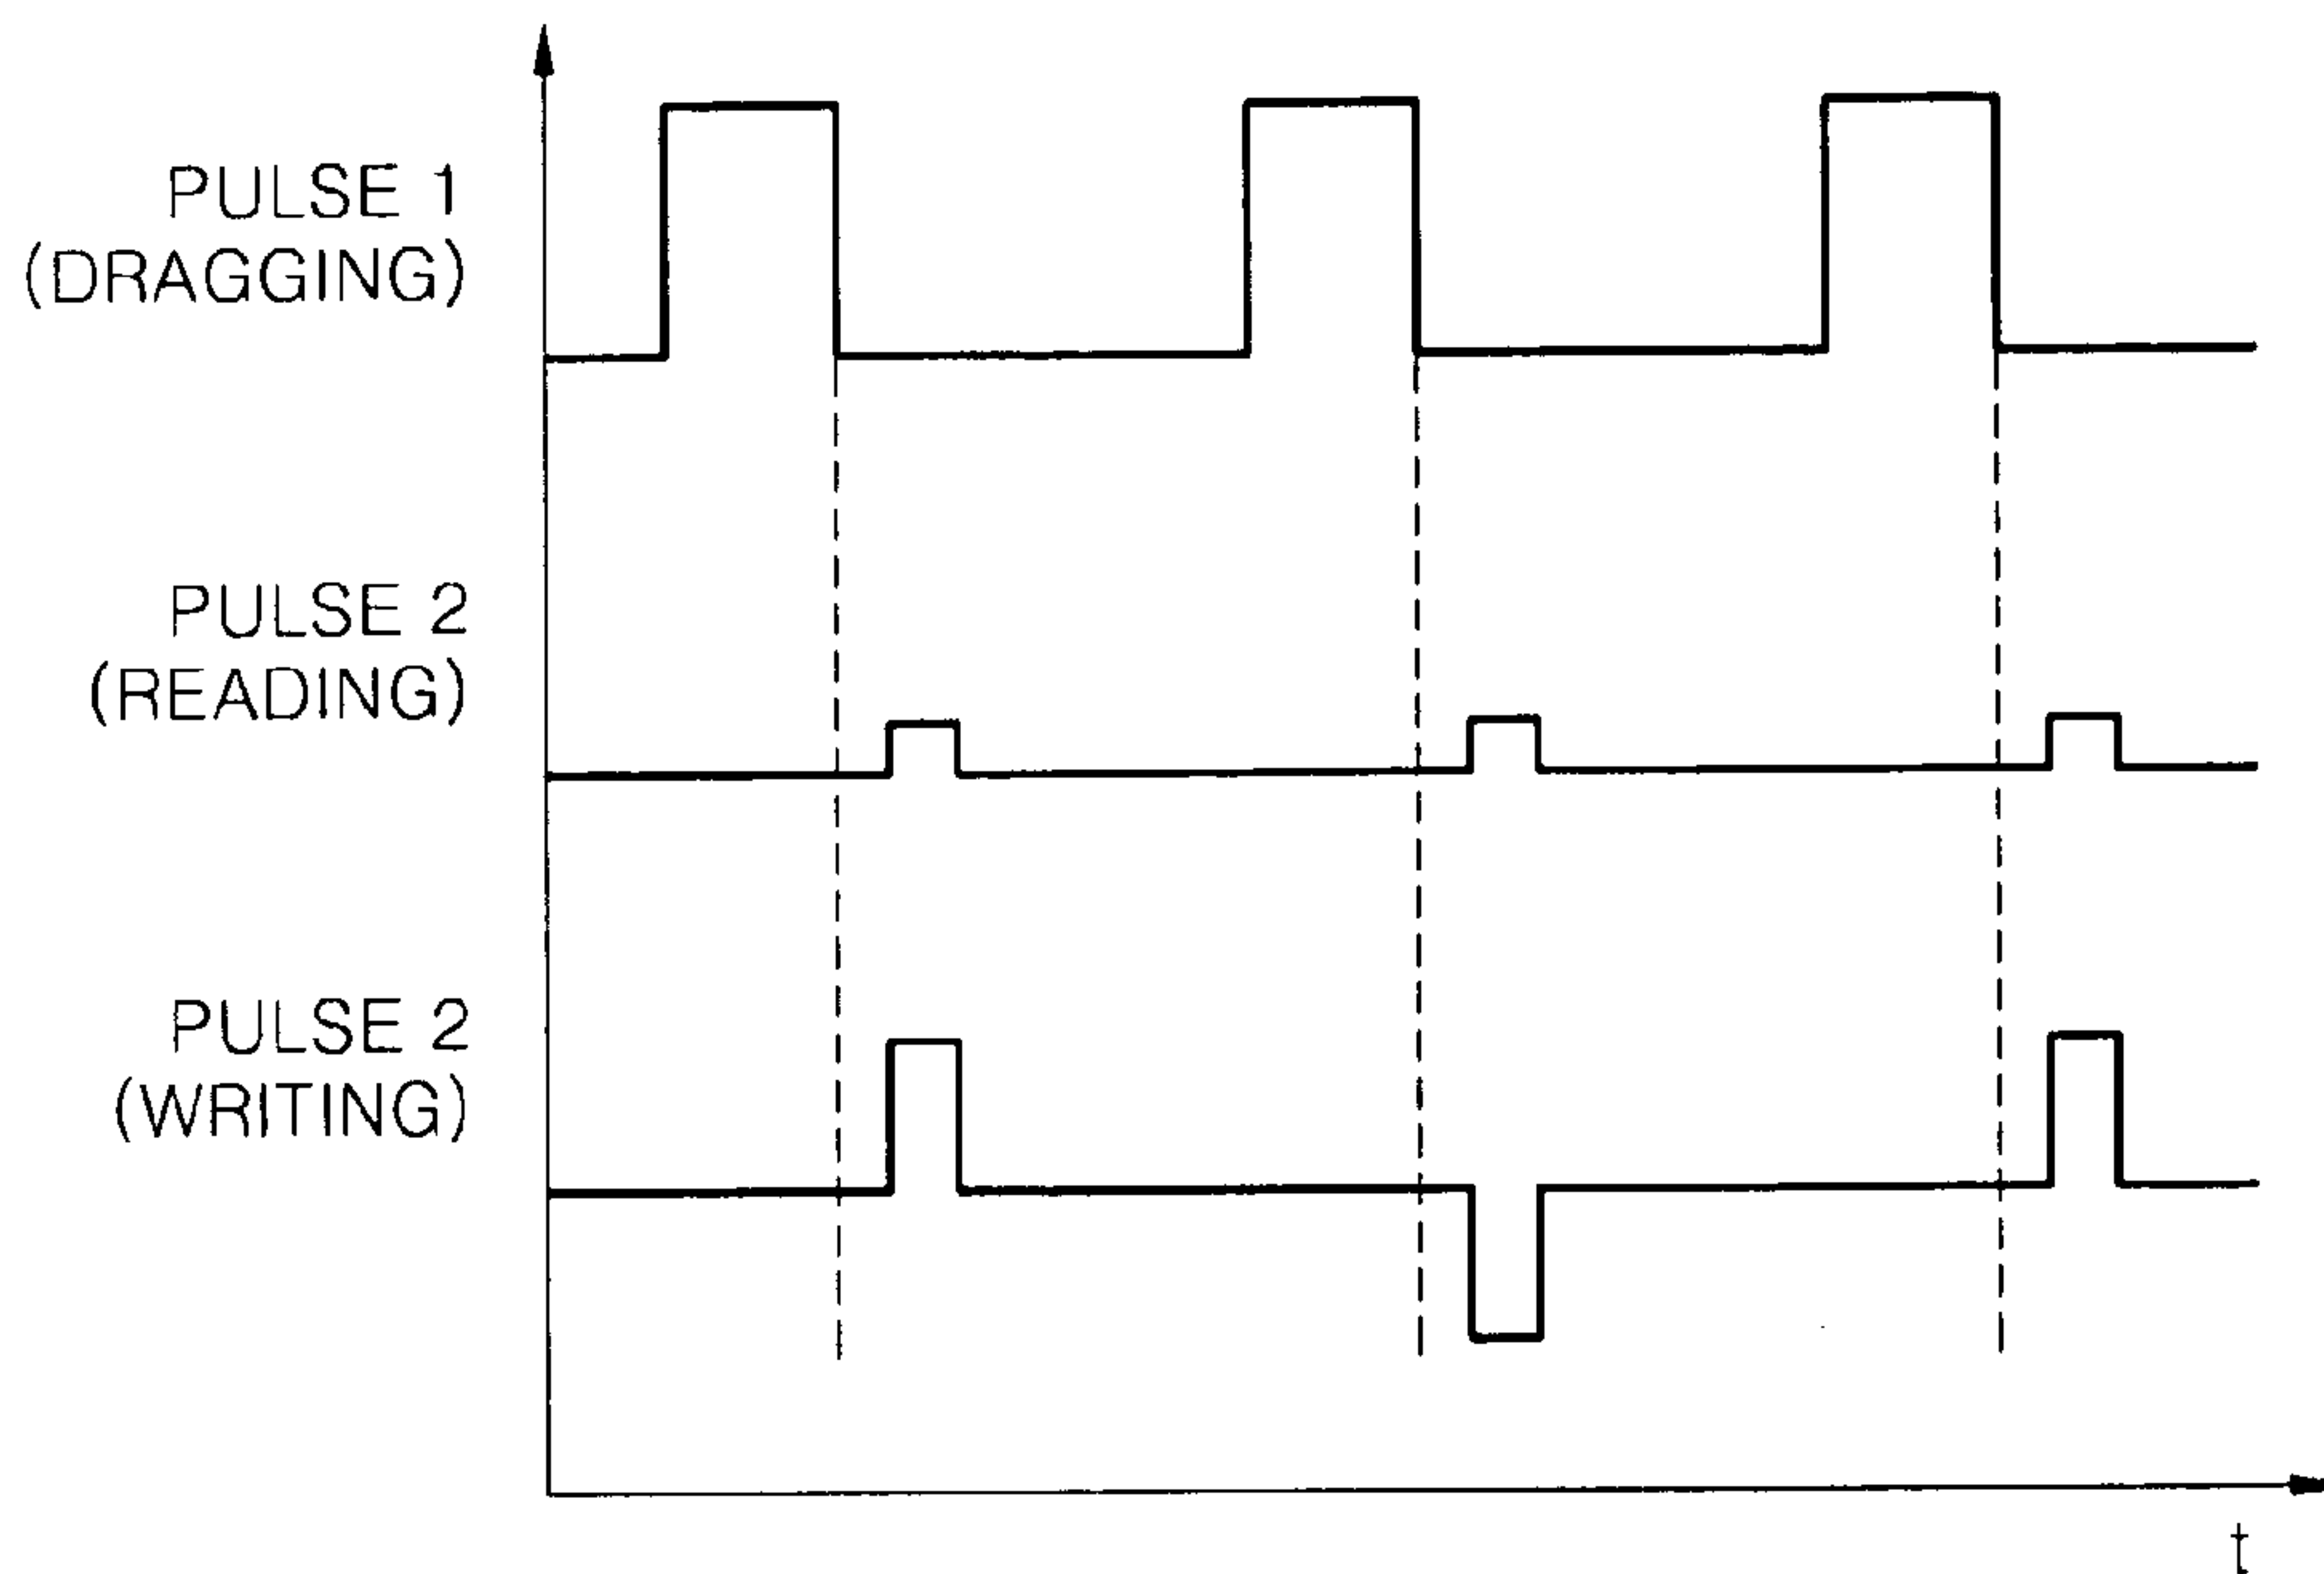 PULSE 1
(DRAGGING)
PULSE 2
(READING)
PULSE 2
(WRITING)
t